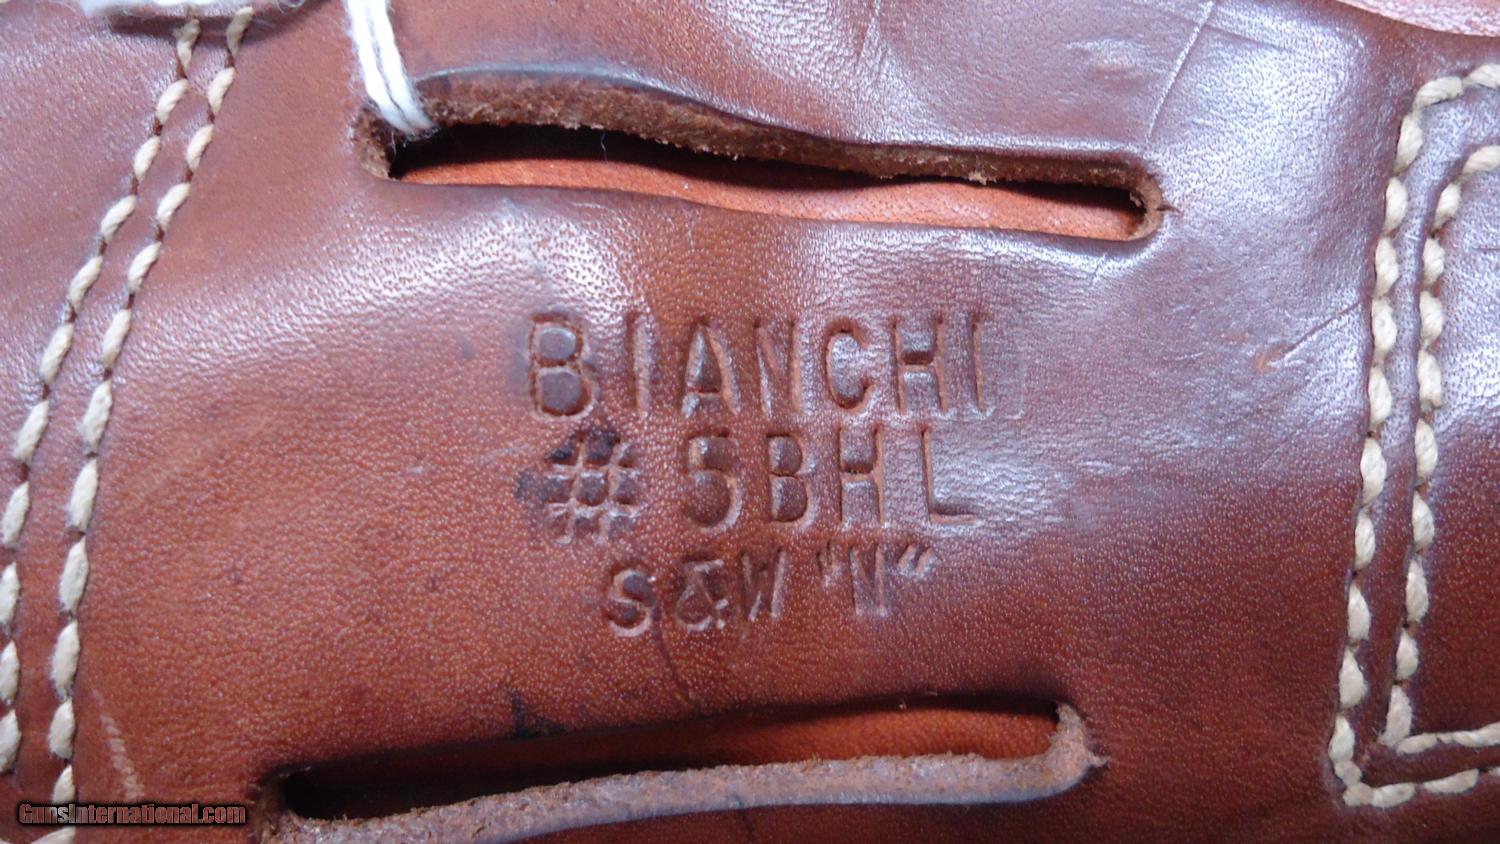 BIANCHI
# 5BHL
S&W "N"
GunsInternational.com